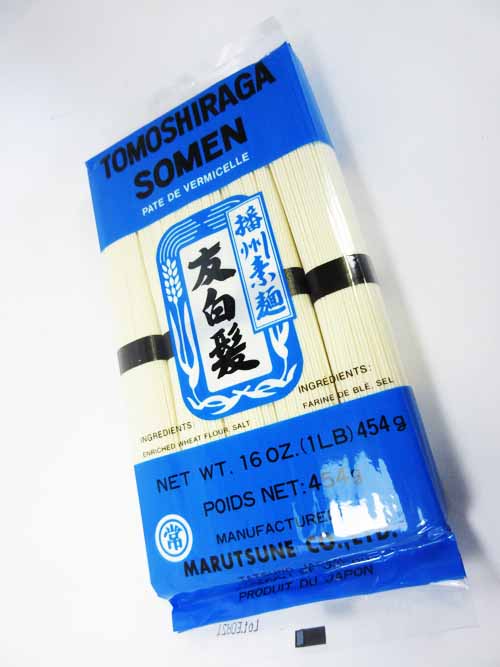 TOMOSHIRAGA
SOMEN
PATE DE VERMICELLE
播州素麺
友白髪
INGREDIENTS:
ENRICHED WHEAT FLOUR, SALT
INGREDIENTS:
FARINE DE BLE, SEL
NET WT. 16 OZ. (1LB) 454g
POIDS NET: 454g
MANUFACTURED
常
MARUTSUNE CO., LTD.
PRODUIT DU JAPON